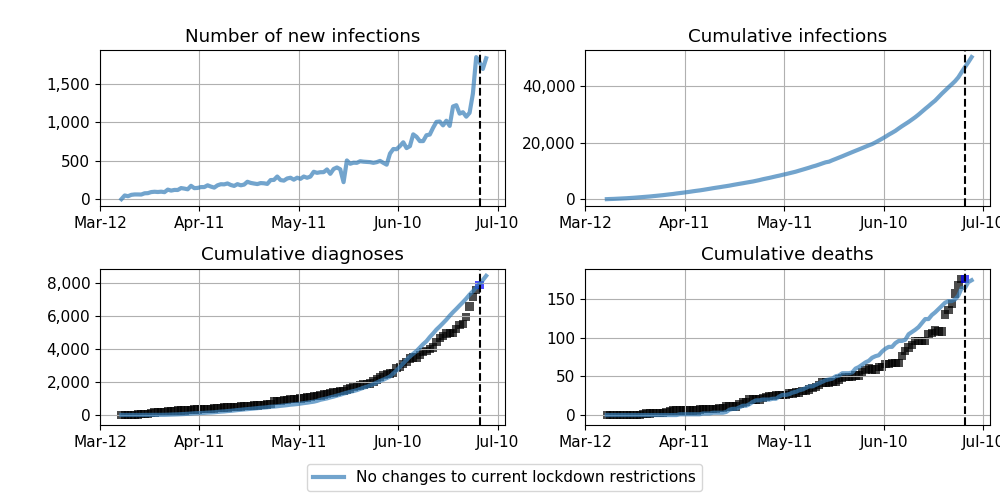 Number of new infections
1,500
1,000
500
0
Mar-12 Apr-11 May-11 Jun-10 Jul-10
Cumulative infections
40,000
20,000
0
Mar-12 Apr-11 May-11 Jun-10 Jul-10
Cumulative diagnoses
8,000
6,000
4,000
2,000
0
Mar-12 Apr-11 May-11 Jun-10 Jul-10
Cumulative deaths
150
100
50
0
Mar-12 Apr-11 May-11 Jun-10 Jul-10
No changes to current lockdown restrictions